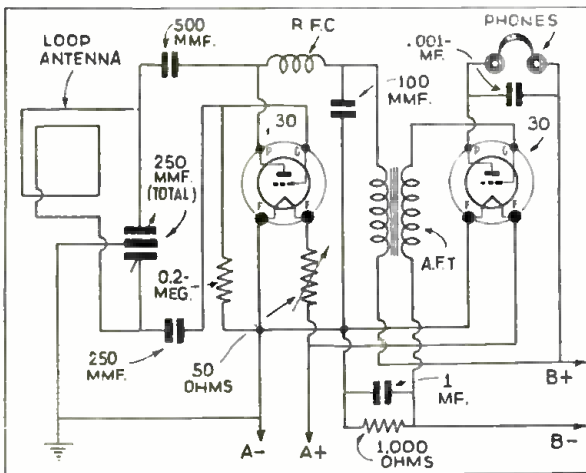 LOOP
ANTENNA
500
MMF.
R.F.C
PHONES
.001-
MF.
100
MMF.
30
30
P
G
F
F
P
G
F
F
250
MMF.
(TOTAL)
0.2-
MEG.
A.F.T
250
MMF.
50
OHMS
1
MF.
B+
1,000
OHMS
B-
A-
A+